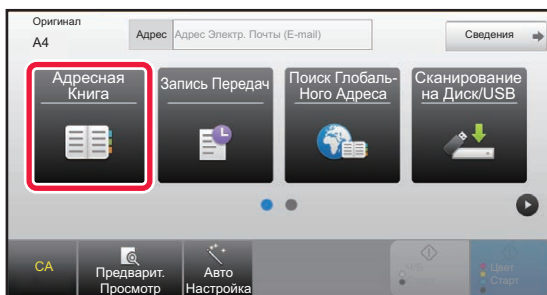 Оригинал
A4
Адрес
Адрес Электр. Почты (E-mail)
Сведения
Адресная
Книга
Запись Передач
Поиск Глобаль-
Ного Адреса
Сканирование
на Диск/USB
CA
Предварит.
Просмотр
Авто
Настройка
Цвет
Старт